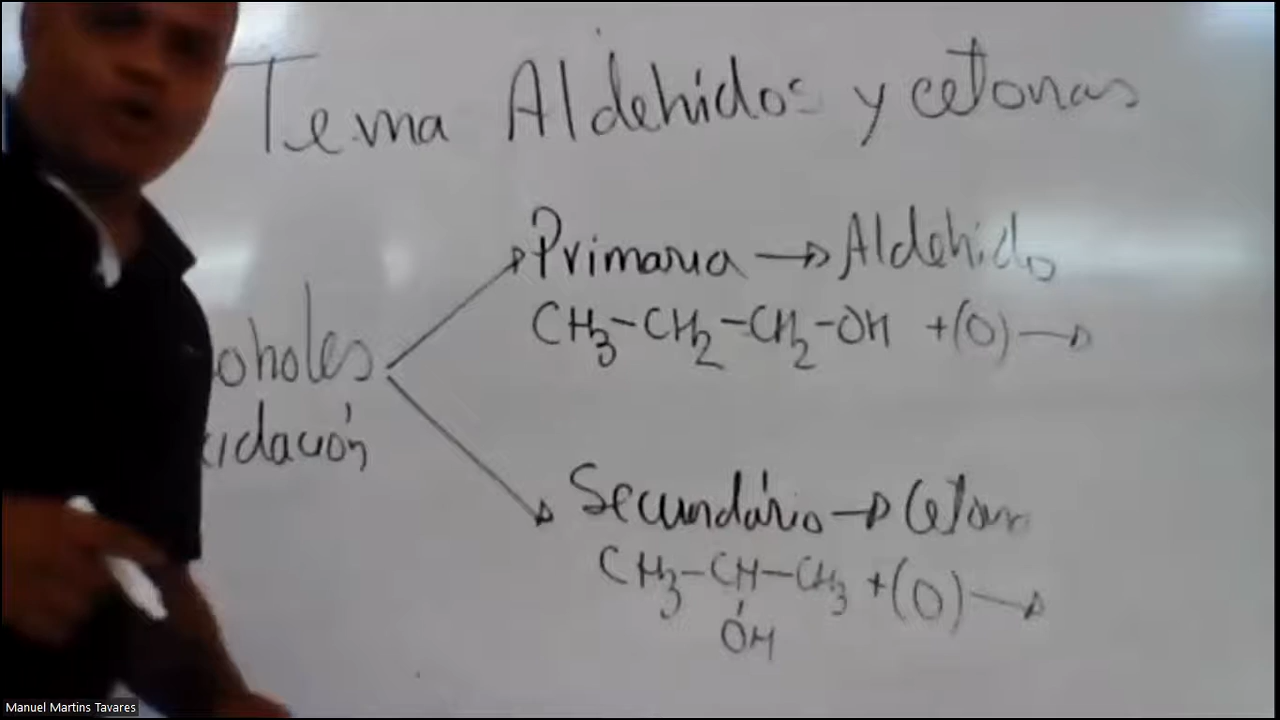 Tema Aldehidos y cetonas
Primaria → Aldehido
CH3-CH2-CH2-OH +(O) →
oholes
idación
Secundário → Cetona
CH3-CH-CH3 +(O) →
OH
Manuel Martins Tavares